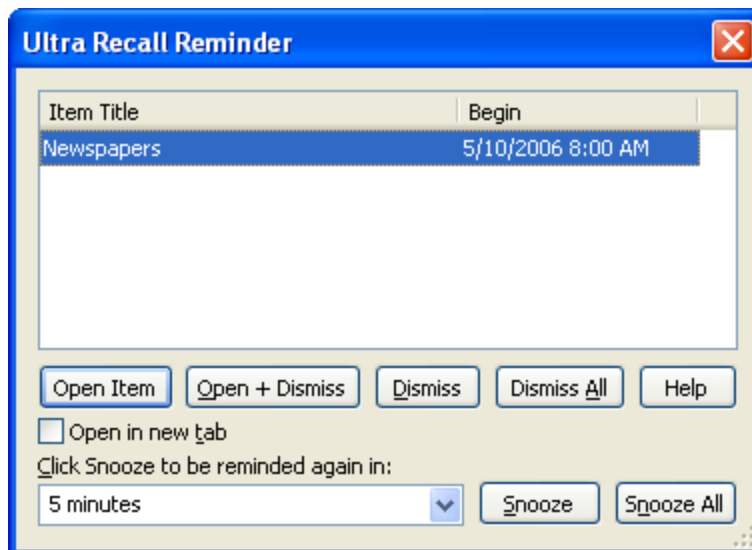 Ultra Recall Reminder
Item Title Begin
Newspapers 5/10/2006 8:00 AM
Open Item Open + Dismiss Dismiss Dismiss All Help
Open in new tab
Click Snooze to be reminded again in:
5 minutes Snooze Snooze All